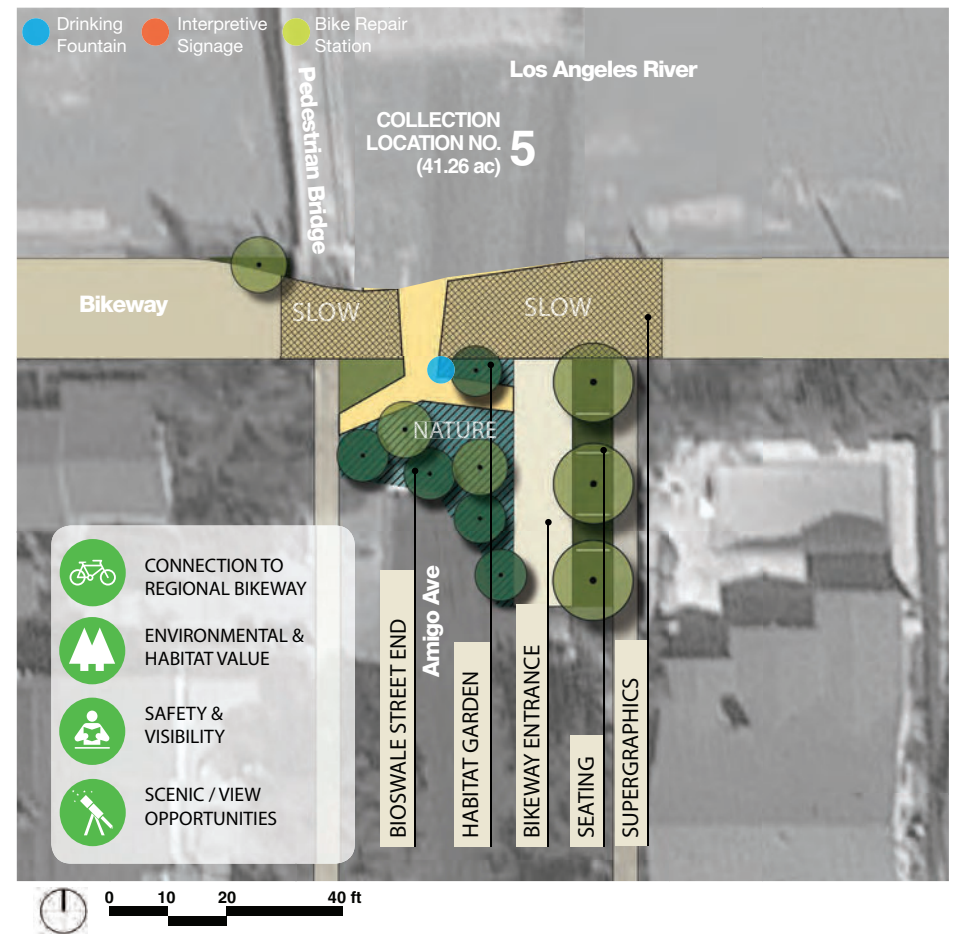 Drinking
Fountain
Interpretive
Signage
Bike Repair
Station
Pedestrian Bridge
Los Angeles River
COLLECTION
LOCATION NO.
(41.26 ac)
5
Bikeway
SLOW
SLOW
NATURE
CONNECTION TO
REGIONAL BIKEWAY
ENVIRONMENTAL &
HABITAT VALUE
SAFETY &
VISIBILITY
SCENIC / VIEW
OPPORTUNITIES
BIOSWALE STREET END
Amigo Ave
HABITAT GARDEN
BIKEWAY ENTRANCE
SEATING
SUPERGRAPHICS
0 10 20 40 ft